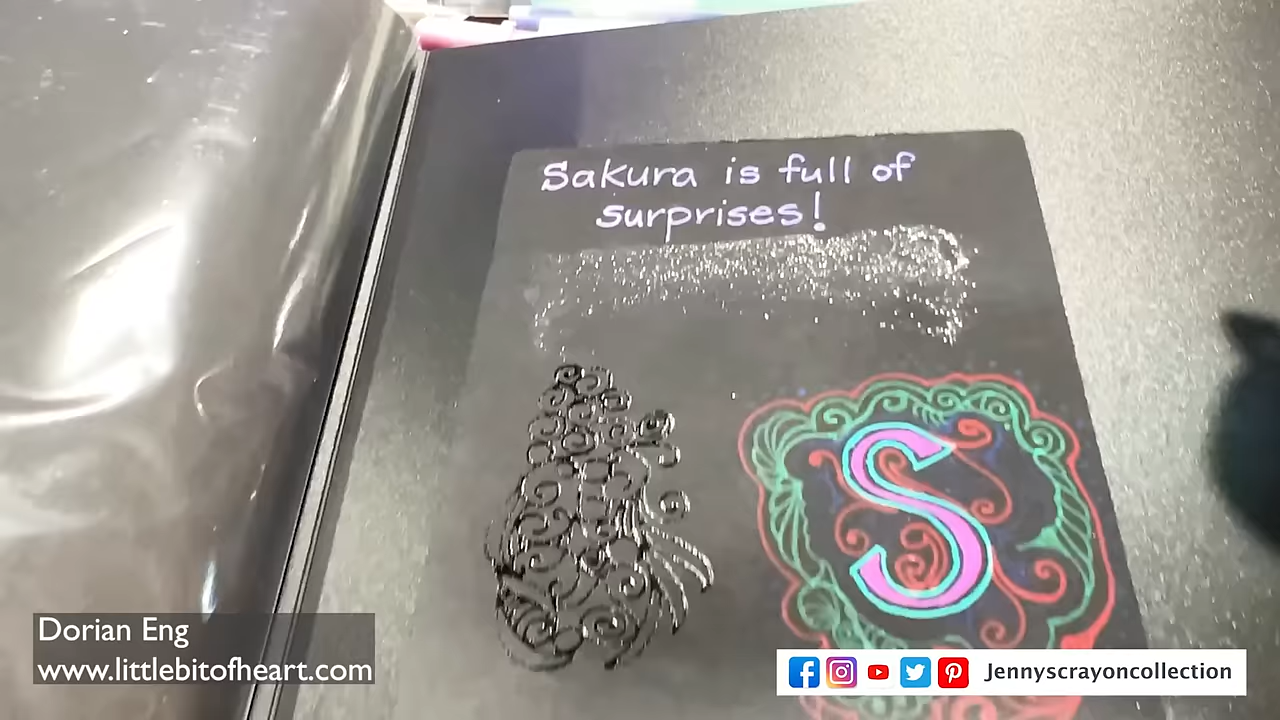 Sakura is full of
surprises!
S
Dorian Eng
www.littlebitofheart.com
Jennyscrayoncollection